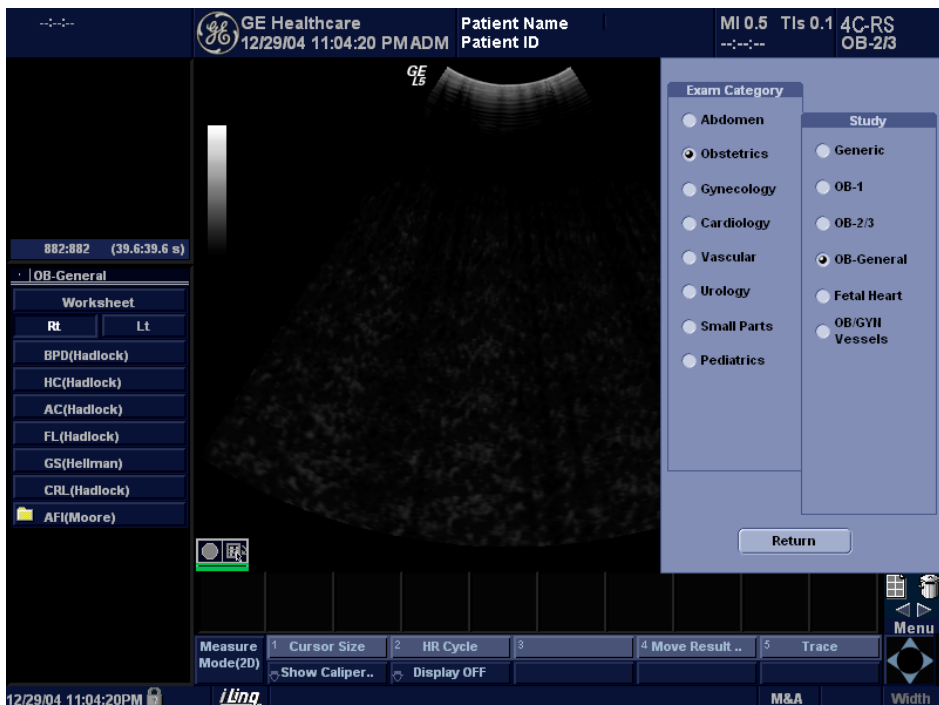 --:--:--
GE Healthcare
12/29/04 11:04:20 PM ADM
Patient Name
Patient ID
MI 0.5 TIs 0.1
--:--:--
4C-RS
OB-2/3
GE
L5
882:882 (39.6:39.6 s)
OB-General
Worksheet
Rt Lt
BPD(Hadlock)
HC(Hadlock)
AC(Hadlock)
FL(Hadlock)
GS(Hellman)
CRL(Hadlock)
AFI(Moore)
Exam Category
Abdomen
Obstetrics
Gynecology
Cardiology
Vascular
Urology
Small Parts
Pediatrics
Study
Generic
OB-1
OB-2/3
OB-General
Fetal Heart
OB/GYN
Vessels
Return
Menu
Measure
Mode(2D)
1 Cursor Size
2 HR Cycle
3
4 Move Result ..
5 Trace
Show Caliper..
Display OFF
12/29/04 11:04:20PM
iLinq
M&A
Width